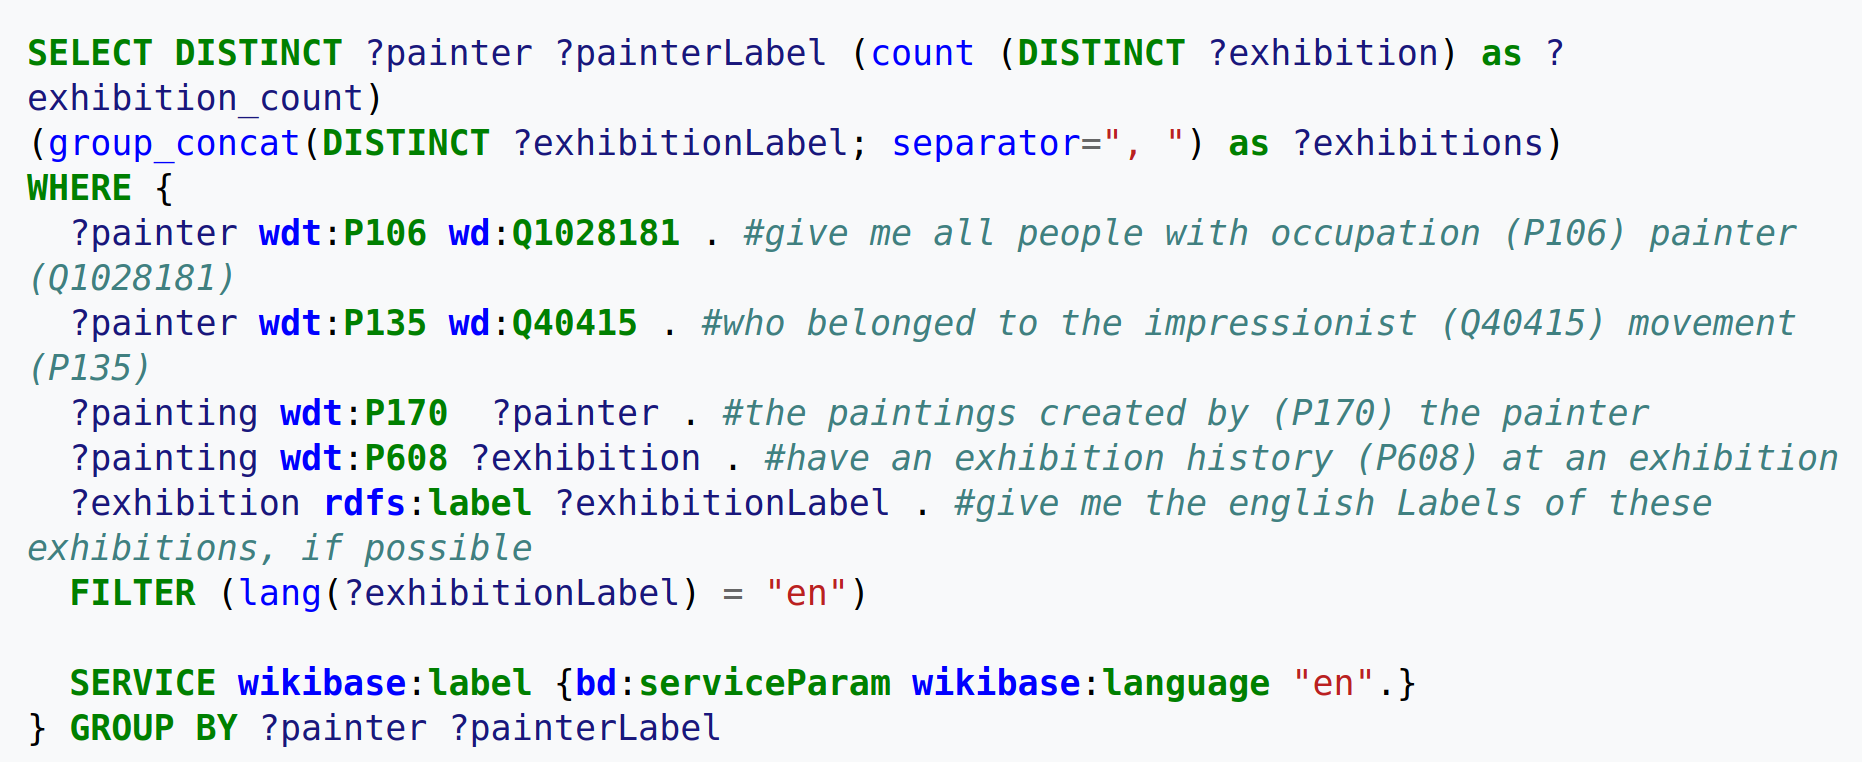 SELECT DISTINCT ?painter ?painterLabel (count (DISTINCT ?exhibition) as ?
exhibition_count)
(group_concat(DISTINCT ?exhibitionLabel; separator=", ") as ?exhibitions)
WHERE {
  ?painter wdt:P106 wd:Q1028181 . #give me all people with occupation (P106) painter
(Q1028181)
  ?painter wdt:P135 wd:Q40415 . #who belonged to the impressionist (Q40415) movement
(P135)
  ?painting wdt:P170  ?painter . #the paintings created by (P170) the painter
  ?painting wdt:P608 ?exhibition . #have an exhibition history (P608) at an exhibition
  ?exhibition rdfs:label ?exhibitionLabel . #give me the english Labels of these
exhibitions, if possible
  FILTER (lang(?exhibitionLabel) = "en")
  SERVICE wikibase:label {bd:serviceParam wikibase:language "en".}
} GROUP BY ?painter ?painterLabel